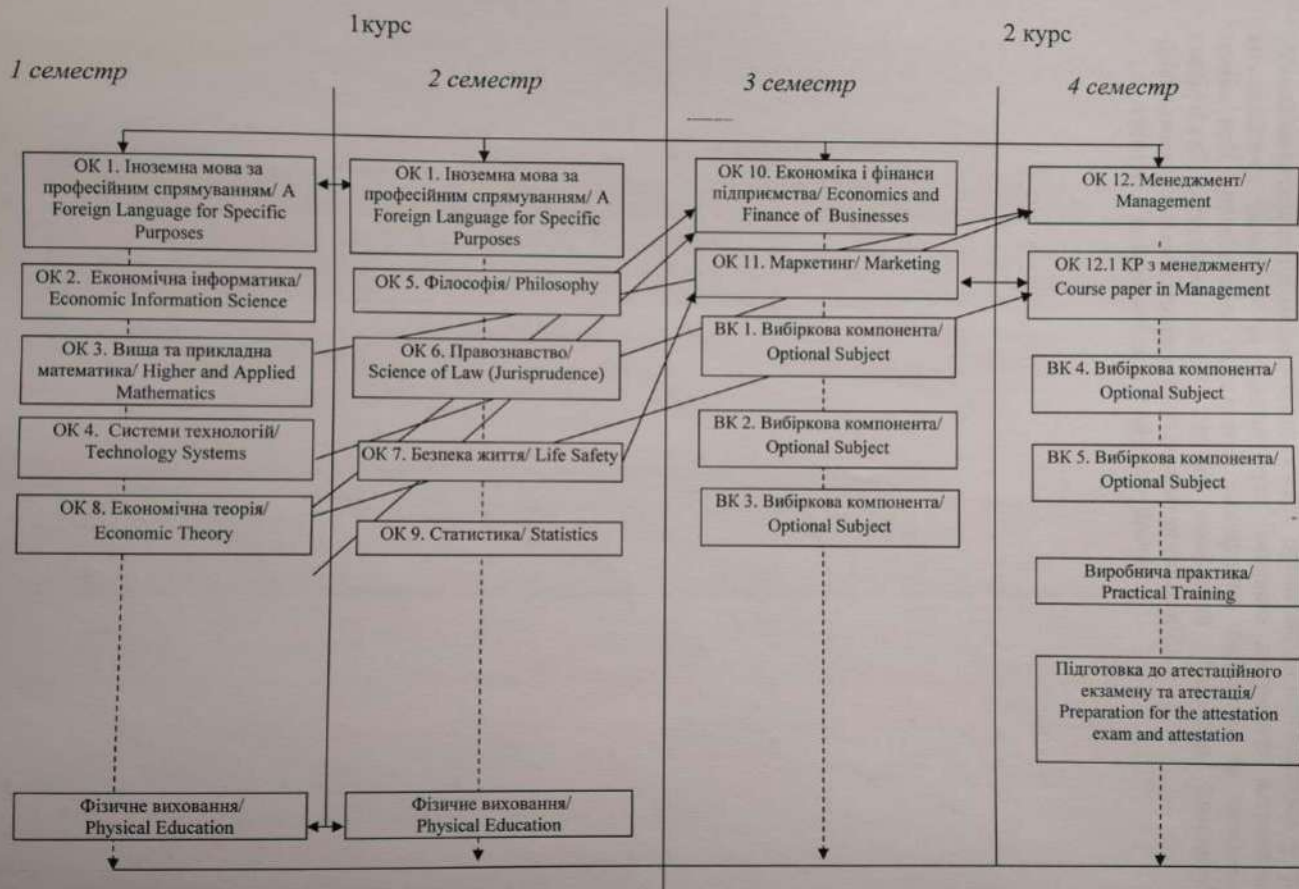 1курс
2 курс
1 семестр
2 семестр
3 семестр
4 семестр
ОК 1. Іноземна мова за
професійним спрямуванням/ A
Foreign Language for Specific
Purposes
ОК 2. Економічна інформатика/
Economic Information Science
ОК 3. Вища та прикладна
математика/ Higher and Applied
Mathematics
ОК 4. Системи технологій/
Technology Systems
ОК 8. Економічна теорія/
Economic Theory
Фізичне виховання/
Physical Education
ОК 1. Іноземна мова за
професійним спрямуванням/ A
Foreign Language for Specific
Purposes
ОК 5. Філософія/ Philosophy
ОК 6. Правознавство/
Science of Law (Jurisprudence)
ОК 7. Безпека життя/ Life Safety
ОК 9. Статистика/ Statistics
Фізичне виховання/
Physical Education
ОК 10. Економіка і фінанси
підприємства/ Economics and
Finance of Businesses
ОК 11. Маркетинг/ Marketing
ВК 1. Вибіркова компонента/
Optional Subject
ВК 2. Вибіркова компонента/
Optional Subject
ВК 3. Вибіркова компонента/
Optional Subject
ОК 12. Менеджмент/
Management
ОК 12.1 КР з менеджменту/
Course paper in Management
ВК 4. Вибіркова компонента/
Optional Subject
ВК 5. Вибіркова компонента/
Optional Subject
Виробнича практика/
Practical Training
Підготовка до атестаційного
екзамену та атестація/
Preparation for the attestation
exam and attestation